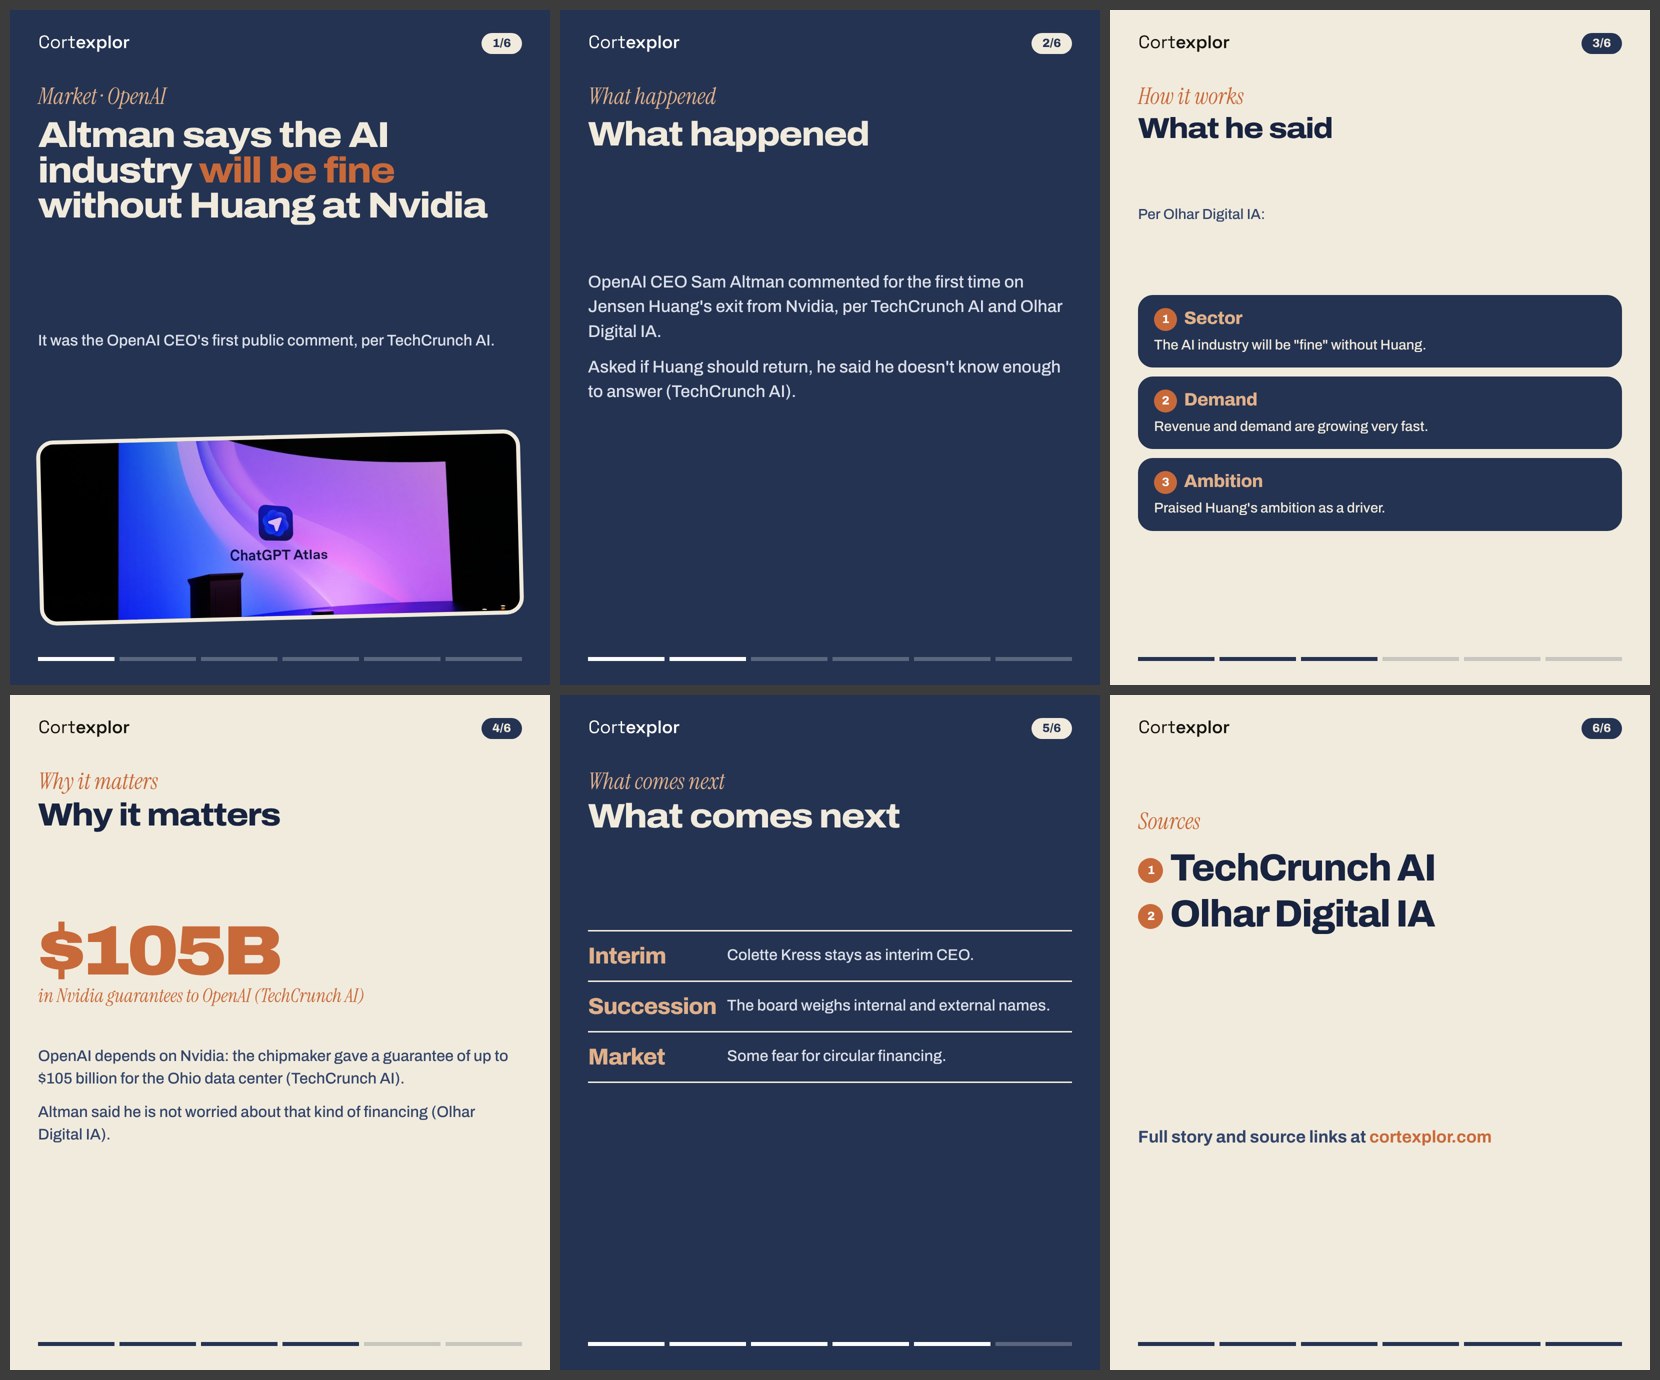 Cortexplor
1/6
Market · OpenAI
Altman says the AI
industry will be fine
without Huang at Nvidia
It was the OpenAI CEO's first public comment, per TechCrunch AI.
ChatGPT Atlas
Cortexplor
2/6
What happened
What happened
OpenAI CEO Sam Altman commented for the first time on
Jensen Huang's exit from Nvidia, per TechCrunch AI and Olhar
Digital IA.
Asked if Huang should return, he said he doesn't know enough
to answer (TechCrunch AI).
Cortexplor
3/6
How it works
What he said
Per Olhar Digital IA:
1 Sector
The AI industry will be "fine" without Huang.
2 Demand
Revenue and demand are growing very fast.
3 Ambition
Praised Huang's ambition as a driver.
Cortexplor
4/6
Why it matters
Why it matters
$105B
in Nvidia guarantees to OpenAI (TechCrunch AI)
OpenAI depends on Nvidia: the chipmaker gave a guarantee of up to
$105 billion for the Ohio data center (TechCrunch AI).
Altman said he is not worried about that kind of financing (Olhar
Digital IA).
Cortexplor
5/6
What comes next
What comes next
Interim Colette Kress stays as interim CEO.
Succession The board weighs internal and external names.
Market Some fear for circular financing.
Cortexplor
6/6
Sources
1 TechCrunch AI
2 Olhar Digital IA
Full story and source links at cortexplor.com